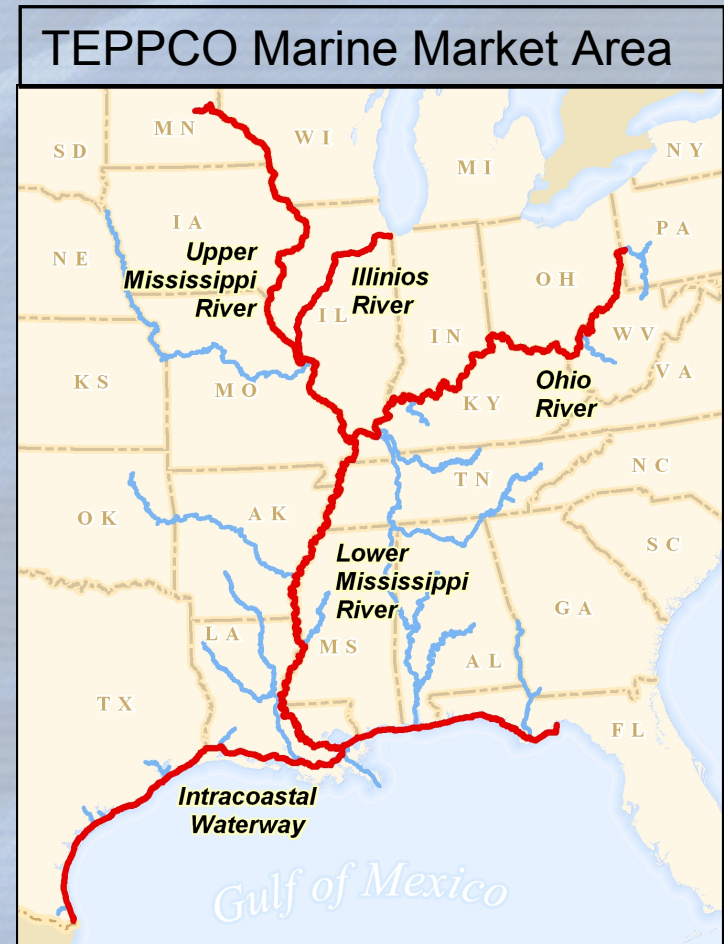 TEPPCO Marine Market Area
MN
WI
SD
MI
NY
IA
PA
NE
Upper
Mississippi
River
Illinios
River
OH
IL
IN
WV
VA
KS
MO
Ohio
River
KY
NC
TN
OK
AK
SC
Lower
Mississippi
River
GA
LA
MS
AL
TX
FL
Intracoastal
Waterway
Gulf of Mexico